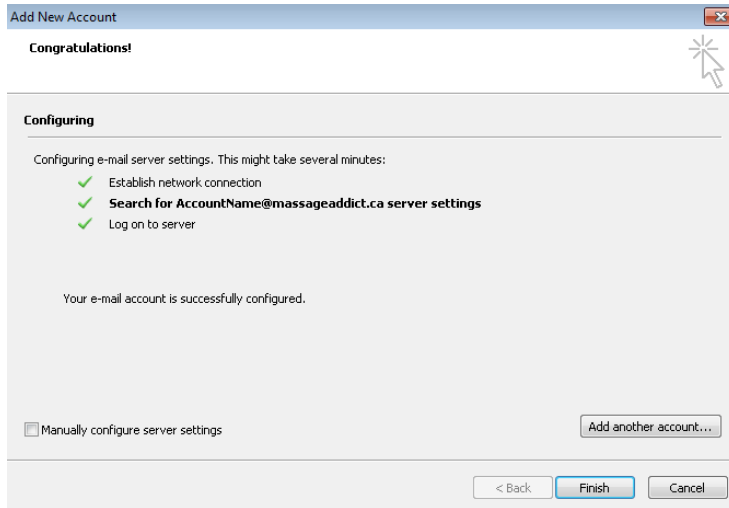 Add New Account
Congratulations!
Configuring
Configuring e-mail server settings. This might take several minutes:
Establish network connection
Search for AccountName@massageaddict.ca server settings
Log on to server
Your e-mail account is successfully configured.
Manually configure server settings
Add another account...
< Back
Finish
Cancel